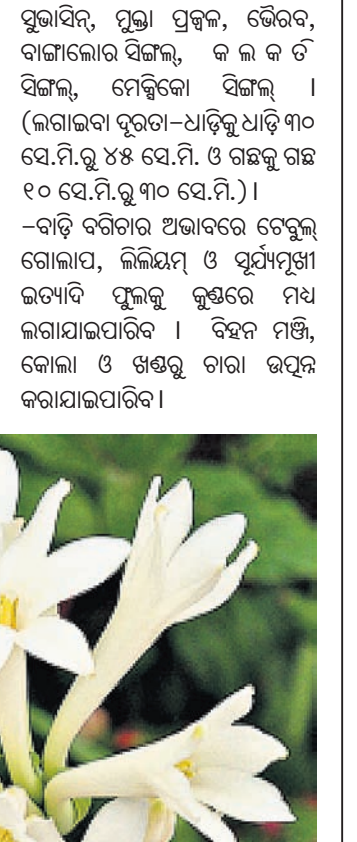 ସୁଭାସିନ୍, ମୁକ୍ତା ପ୍ରଜ୍ୱଳ, ଭୈରବ,
ବାଙ୍ଗାଲୋର ସିଙ୍ଗଲ୍, କ ଲ କ ତି
ସିଙ୍ଗଲ୍, ମେକ୍ସିକୋ ସିଙ୍ଗଲ୍ ।
(ଲଗାଇବା ଦୂରତା–ଧାଡ଼ିକୁ ଧାଡ଼ି ୩୦
ସେ.ମି.ରୁ ୪୫ ସେ.ମି. ଓ ଗଛକୁ ଗଛ
୧୦ ସେ.ମି.ରୁ ୩୦ ସେ.ମି.) ।
–ବାଡ଼ି ବଗିଚାର ଅଭାବରେ ଟେବୁଲ୍
ଗୋଲାପ, ଲିଲିୟମ୍ ଓ ସୂର୍ଯ୍ୟମୂଖୀ
ଇତ୍ୟାଦି ଫୁଲକୁ କୁଣ୍ଡରେ ମଧ୍ୟ
ଲଗାଯାଇପାରିବ । ବିହନ ମଞ୍ଜି,
କୋଲା ଓ ଖଣ୍ଡରୁ ଚାରା ଉତ୍ପନ୍ନ
କରାଯାଇପାରିବ ।